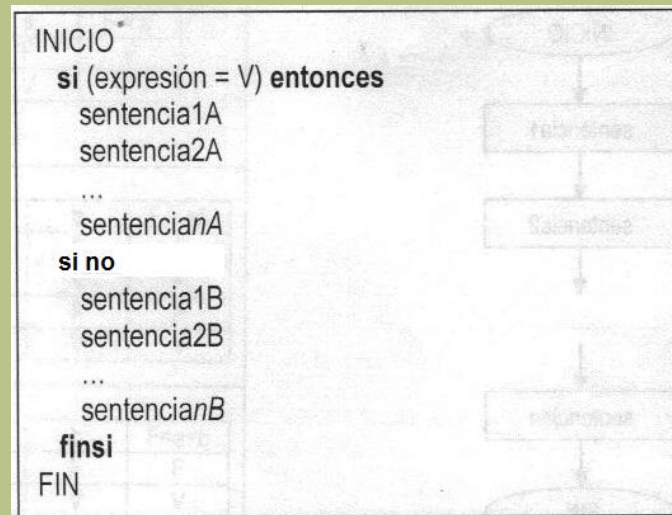 INICIO
si (expresión = V) entonces
sentencia1A
sentencia2A
...
sentencianA
si no
sentencia1B
sentencia2B
...
sentencianB
finsi
FIN